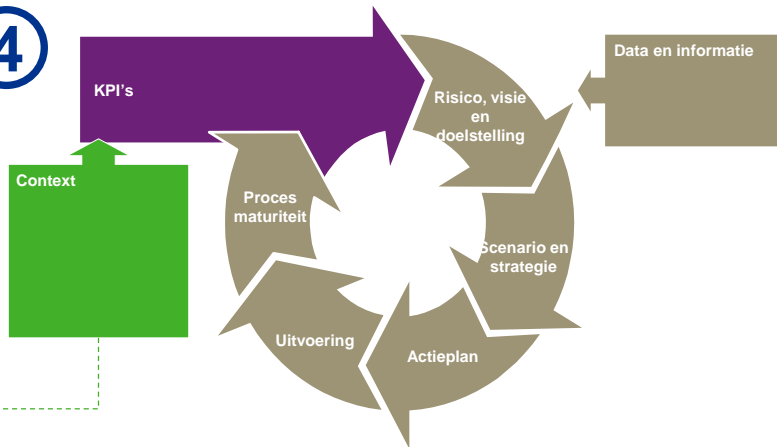 4
KPI's
Data en informatie
Risico, visie
en
doelstelling
Context
Proces
maturiteit
Scenario en
strategie
Uitvoering
Actieplan